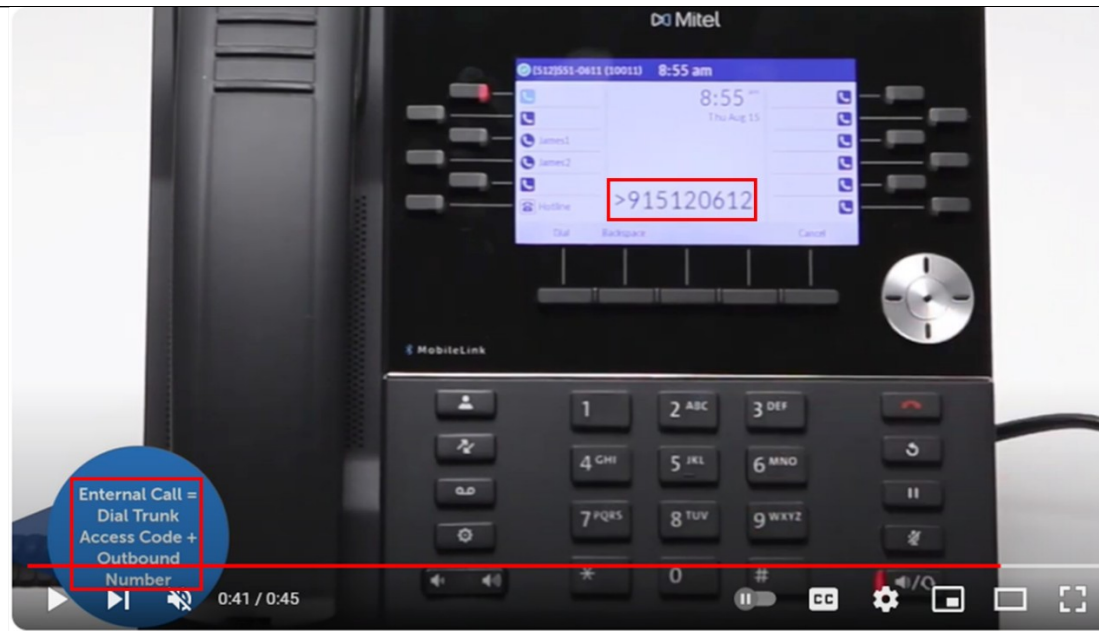 Mitel
(512)551-0611 (10011) 8:55 am
8:55 am
Thu Aug 15
James1
James2
Hotline
>915120612
Dial Backspace Cancel
MobileLink
1 2 ABC 3 DEF
4 GHI 5 JKL 6 MNO
7 PQRS 8 TUV 9 WXYZ
* 0 #
Enternal Call =
Dial Trunk
Access Code +
Outbound
Number
0:41 / 0:45
CC